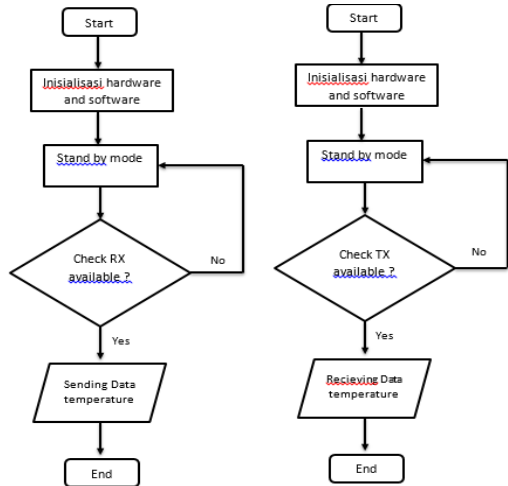 Start
Inisialisasi hardware
and software
Stand by mode
Check RX
available ?
No
Yes
Sending Data
temperature
End
Start
Inisialisasi hardware
and software
Stand by mode
Check TX
available ?
No
Yes
Recieving Data
temperature
End